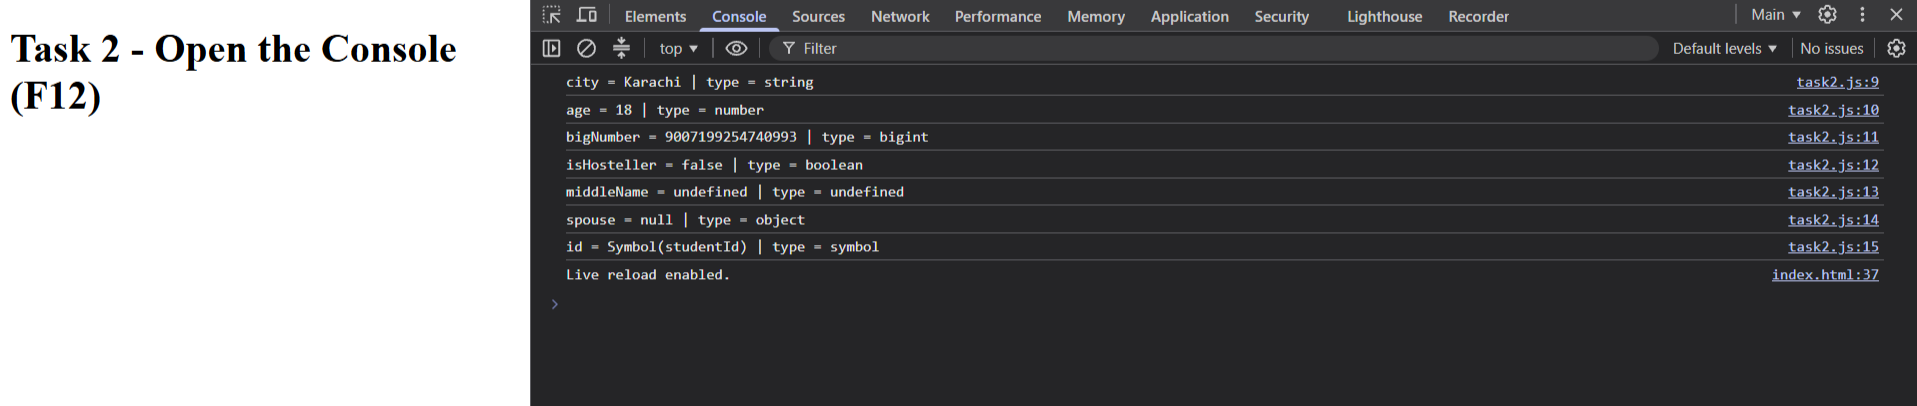 Task 2 - Open the Console
(F12)
Elements Console Sources Network Performance Memory Application Security Lighthouse Recorder Main
top Filter Default levels No issues
city = Karachi | type = string task2.js:9
age = 18 | type = number task2.js:10
bigNumber = 9007199254740993 | type = bigint task2.js:11
isHosteller = false | type = boolean task2.js:12
middleName = undefined | type = undefined task2.js:13
spouse = null | type = object task2.js:14
id = Symbol(studentId) | type = symbol task2.js:15
Live reload enabled. index.html:37